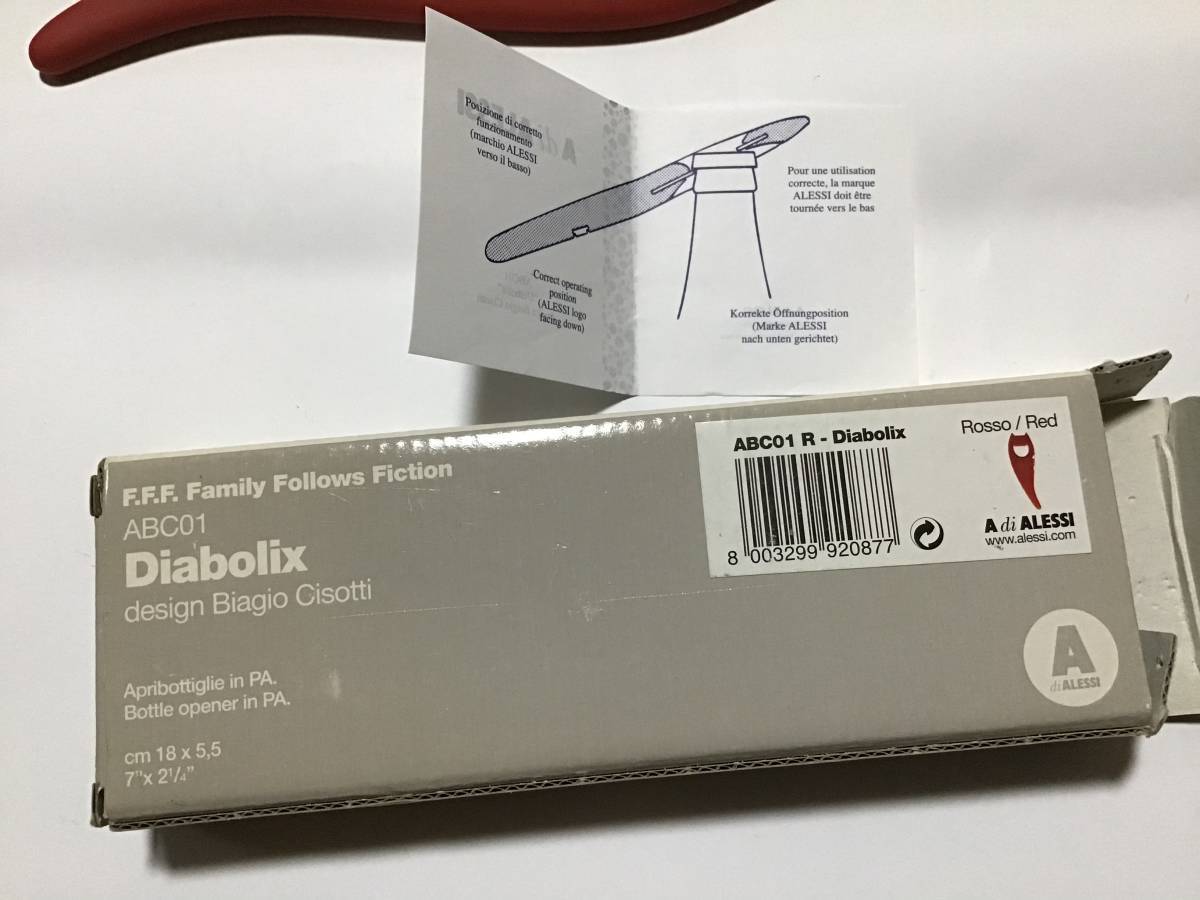 Posizione di corretto
funzionamento
(marchio ALESSI
verso il basso)
A di ALESSI
Pour une utilisation
correcte, la marque
ALESSI doit être
tournée vers le bas
Correct operating
position
(ALESSI logo
facing down)
Korrekte Öffnungposition
(Marke ALESSI
nach unten gerichtet)
F.F.F. Family Follows Fiction
ABC01
Diabolix
design Biagio Cisotti
Apribottiglie in PA.
Bottle opener in PA.
cm 18 x 5,5
7"x 2¼"
ABC01 R - Diabolix
8 003299 920877
Rosso / Red
A di ALESSI
www.alessi.com
A
di ALESSI